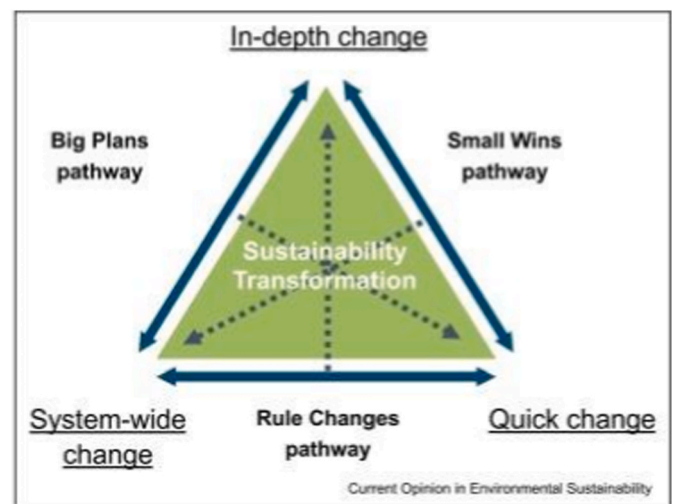 In-depth change
Big Plans
pathway
Small Wins
pathway
Sustainability
Transformation
System-wide
change
Rule Changes
pathway
Quick change
Current Opinion in Environmental Sustainability